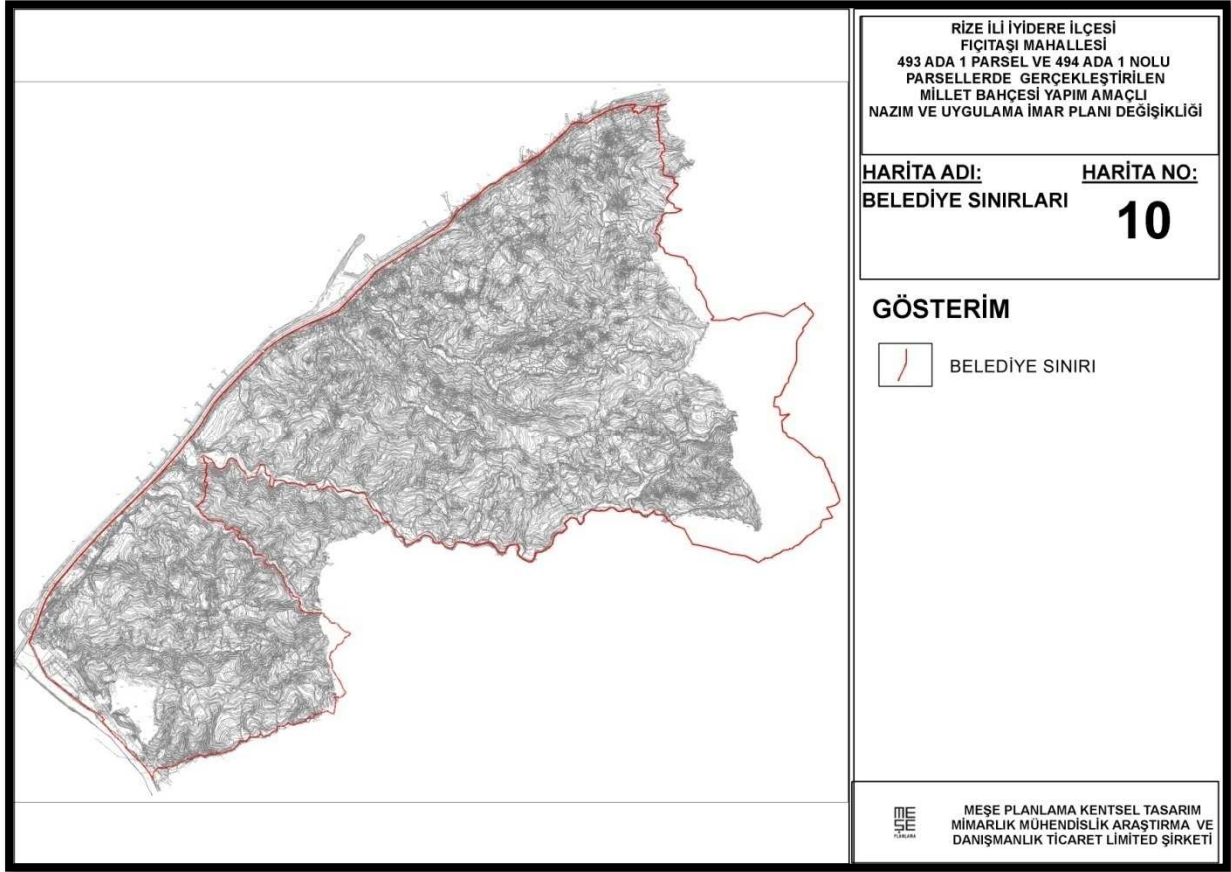 RİZE İLİ İYİDERE İLÇESİ
FIÇITAŞI MAHALLESİ
493 ADA 1 PARSEL VE 494 ADA 1 NOLU
PARSELLERDE GERÇEKLEŞTİRİLEN
MİLLET BAHÇESİ YAPIM AMAÇLI
NAZIM VE UYGULAMA İMAR PLANI DEĞİŞİKLİĞİ
HARİTA ADI:
BELEDİYE SINIRLARI
HARİTA NO:
10
GÖSTERİM
BELEDİYE SINIRI
MEŞE
PLANLAMA
MEŞE PLANLAMA KENTSEL TASARIM
MİMARLIK MÜHENDİSLİK ARAŞTIRMA VE
DANIŞMANLIK TİCARET LİMİTED ŞİRKETİ